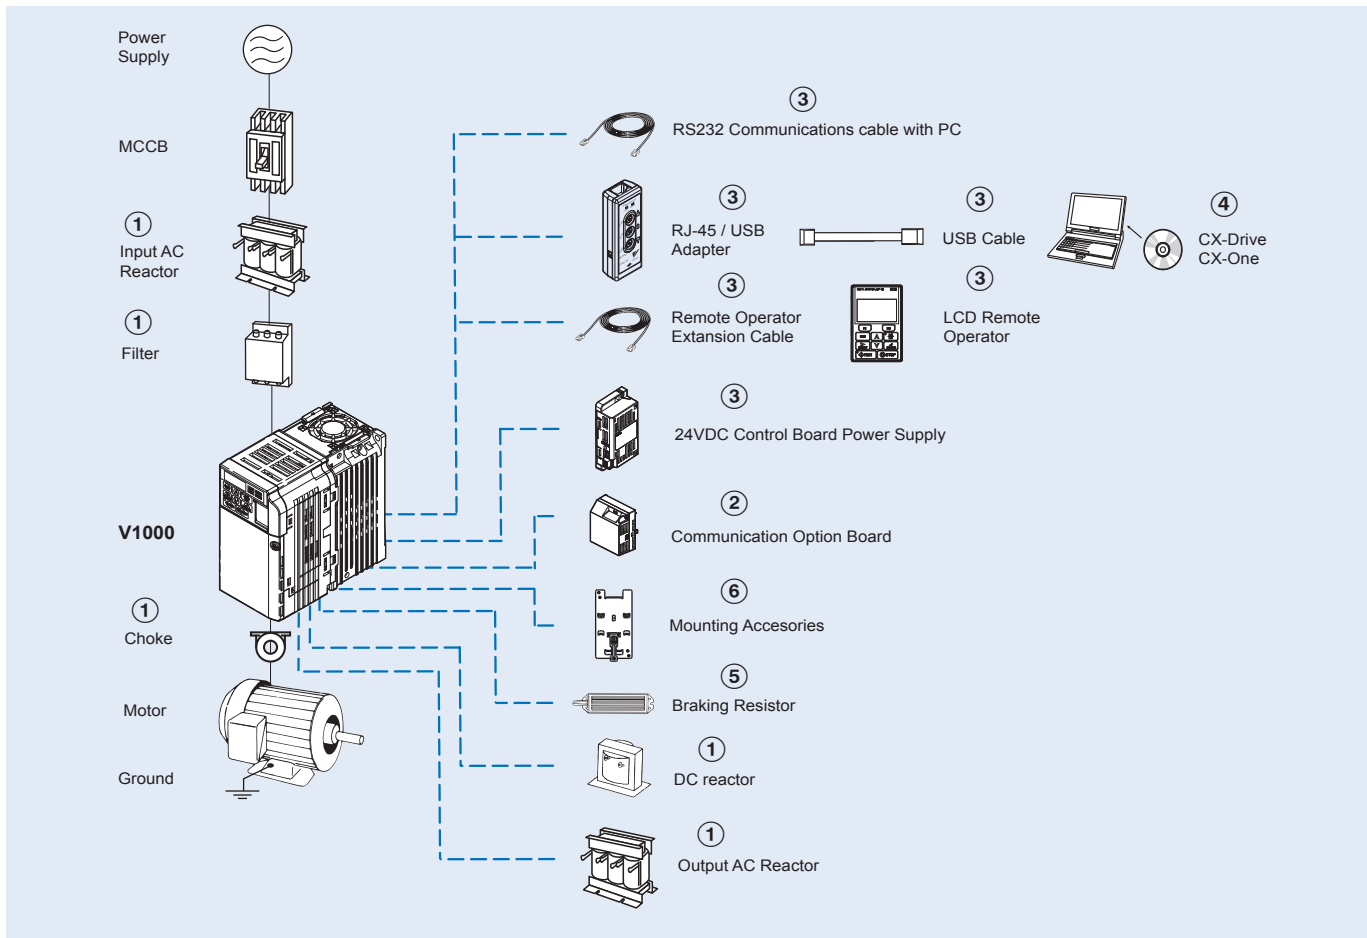 Power
Supply
MCCB
1
Input AC
Reactor
1
Filter
V1000
1
Choke
Motor
Ground
3
RS232 Communications cable with PC
3
RJ-45 / USB
Adapter
3
USB Cable
4
CX-Drive
CX-One
3
Remote Operator
Extansion Cable
3
LCD Remote
Operator
3
24VDC Control Board Power Supply
2
Communication Option Board
6
Mounting Accesories
5
Braking Resistor
1
DC reactor
1
Output AC Reactor